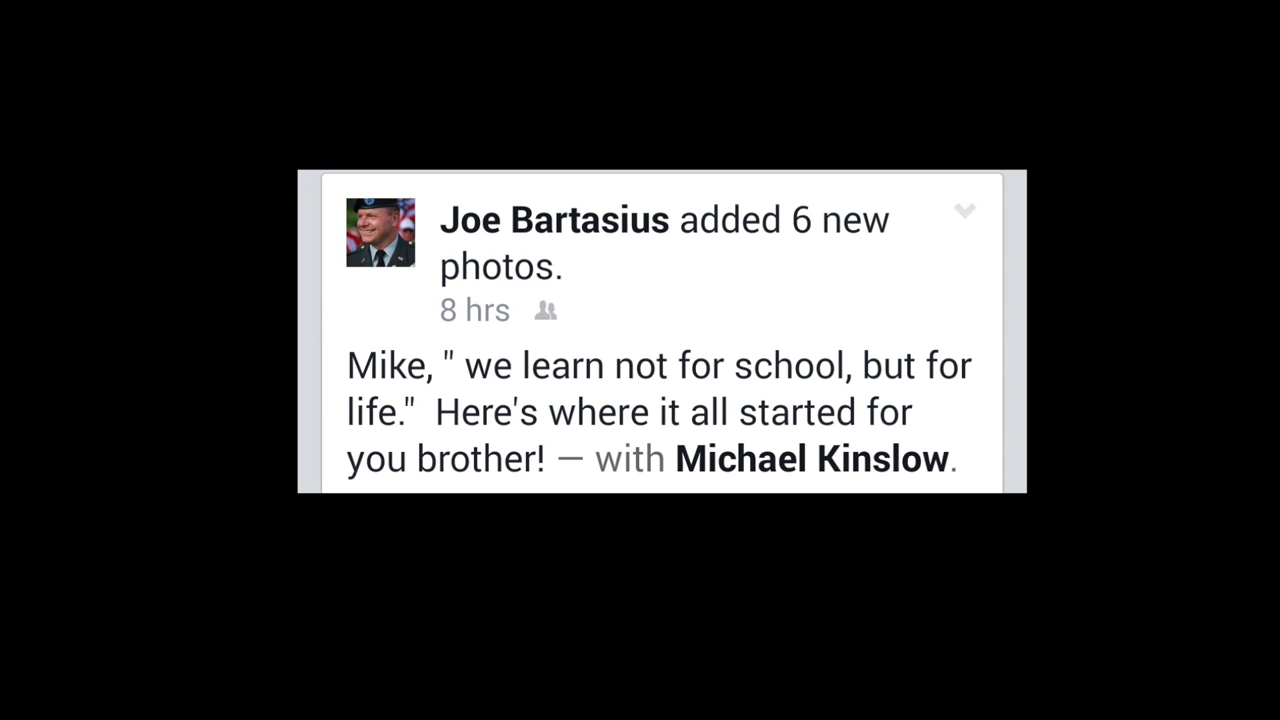 Joe Bartasius added 6 new
photos.
8 hrs
Mike, " we learn not for school, but for
life."  Here's where it all started for
you brother! — with Michael Kinslow.